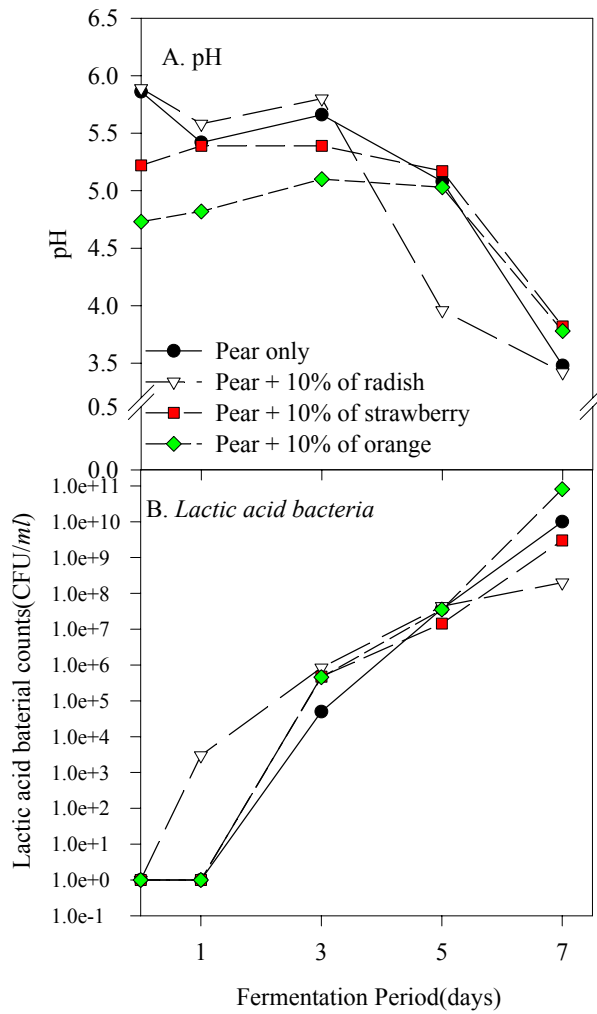 6.5
A. pH
6.0
5.5
5.0
pH
4.5
4.0
3.5
Pear only
Pear + 10% of radish
0.5
Pear + 10% of strawberry
Pear + 10% of orange
0.0
1.0e+11
B. Lactic acid bacteria
1.0e+10
1.0e+9
1.0e+8
1.0e+7
1.0e+6
1.0e+5
1.0e+4
1.0e+3
1.0e+2
1.0e+1
1.0e+0
1.0e-1
Lactic acid baterial counts(CFU/ml)
1 3 5 7
Fermentation Period(days)